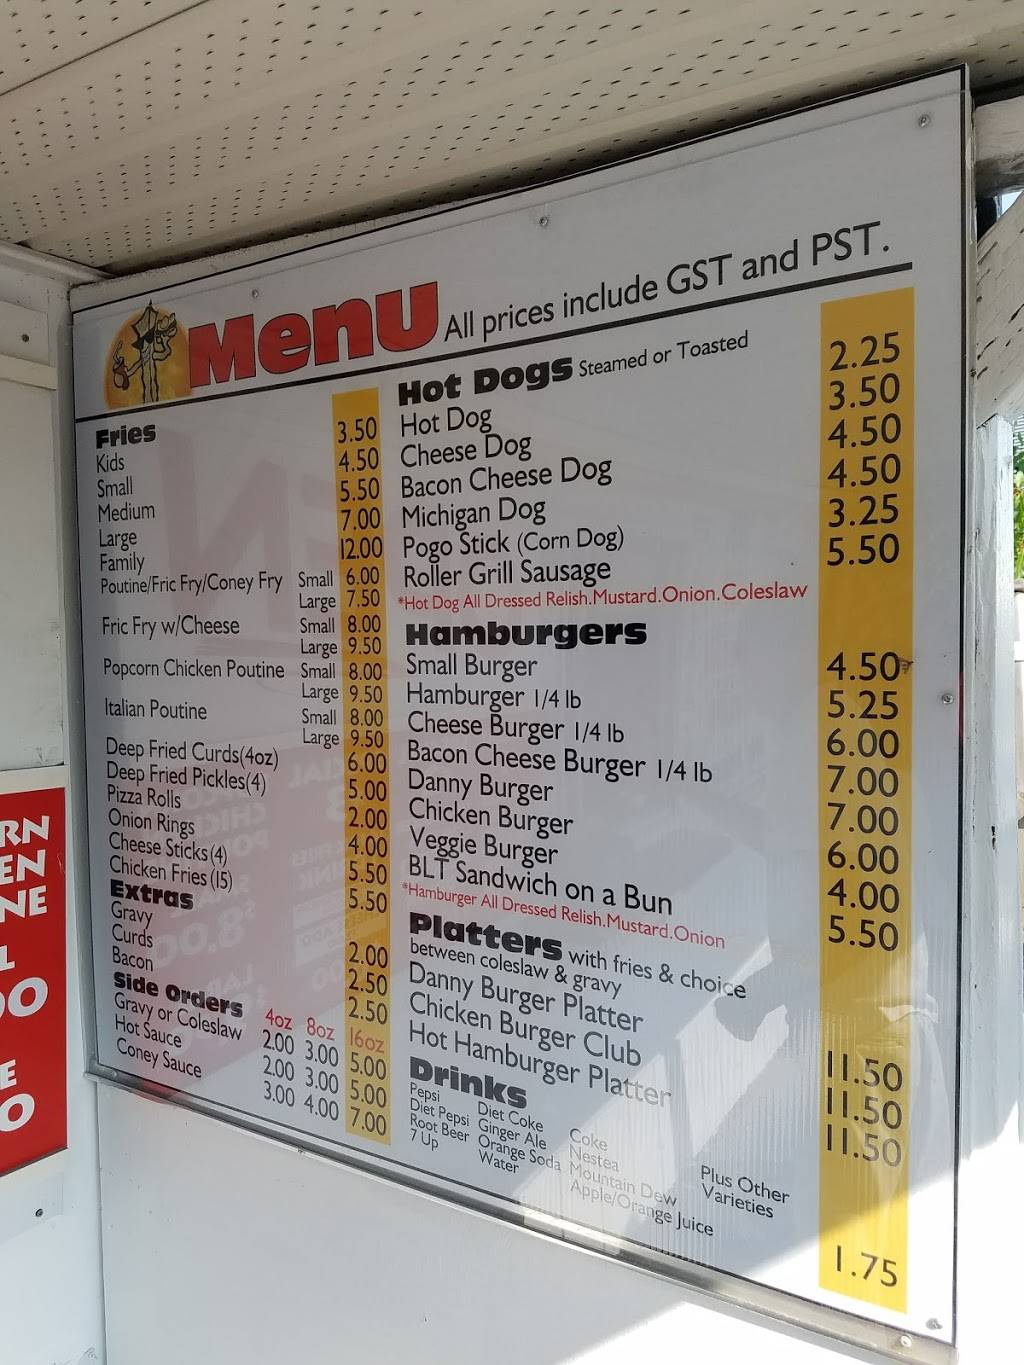 Menu All prices include GST and PST.
Fries
Kids 3.50
Small 4.50
Medium 5.50
Large 7.00
Family 12.00
Poutine/Fric Fry/Coney Fry Small 6.00
Large 7.50
Fric Fry w/Cheese Small 8.00
Large 9.50
Popcorn Chicken Poutine Small 8.00
Large 9.50
Italian Poutine Small 8.00
Large 9.50
Deep Fried Curds(4oz) 6.00
Deep Fried Pickles(4) 5.00
Pizza Rolls 2.00
Onion Rings 4.00
Cheese Sticks(4) 5.50
Chicken Fries (15) 5.50
Extras
Gravy 2.00
Curds 2.50
Bacon 2.50
Side Orders 4oz 8oz 16oz
Gravy or Coleslaw 2.00 3.00 5.00
Hot Sauce 2.00 3.00 5.00
Coney Sauce 3.00 4.00 7.00
Hot Dogs Steamed or Toasted
Hot Dog 2.25
Cheese Dog 3.50
Bacon Cheese Dog 4.50
Michigan Dog 4.50
Pogo Stick (Corn Dog) 3.25
Roller Grill Sausage 5.50
*Hot Dog All Dressed Relish.Mustard.Onion.Coleslaw
Hamburgers
Small Burger 4.50
Hamburger 1/4 lb 5.25
Cheese Burger 1/4 lb 6.00
Bacon Cheese Burger 1/4 lb 7.00
Danny Burger 7.00
Chicken Burger 6.00
Veggie Burger 4.00
BLT Sandwich on a Bun 5.50
*Hamburger All Dressed Relish.Mustard.Onion
Platters with fries & choice
between coleslaw & gravy
Danny Burger Platter 11.50
Chicken Burger Club 11.50
Hot Hamburger Platter 11.50
Drinks 1.75
Pepsi Diet Coke Coke Plus Other
Diet Pepsi Ginger Ale Nestea Varieties
Root Beer Orange Soda Mountain Dew
7 Up Water Apple/Orange Juice